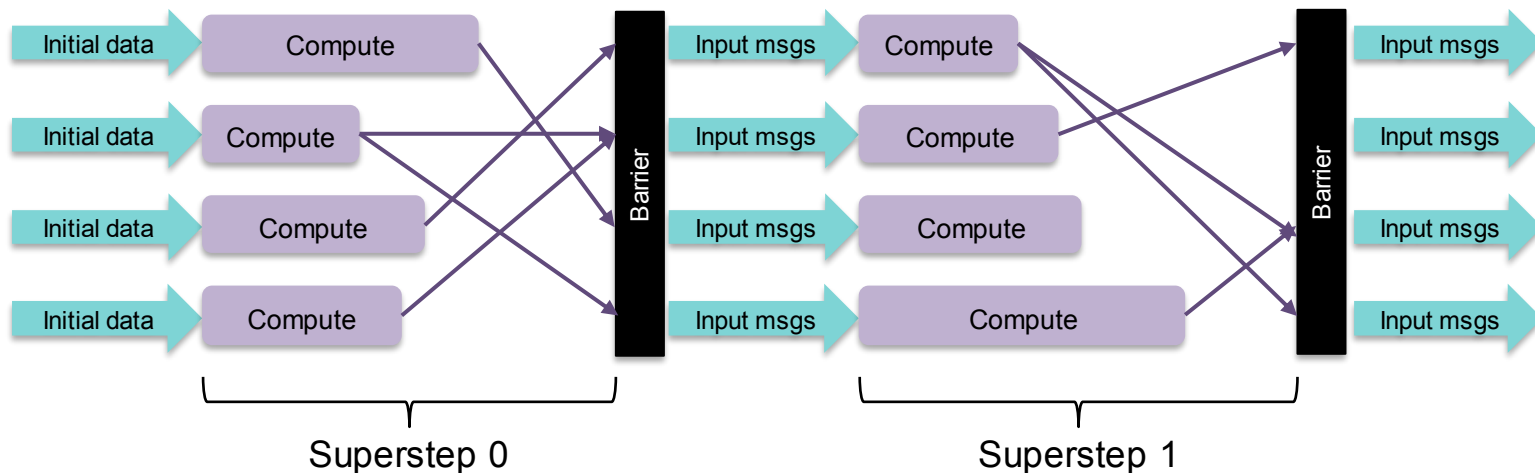 Initial data
Compute
Input msgs
Compute
Input msgs
Initial data
Compute
Input msgs
Compute
Input msgs
Barrier
Barrier
Initial data
Compute
Input msgs
Compute
Input msgs
Initial data
Compute
Input msgs
Compute
Input msgs
Superstep 0
Superstep 1